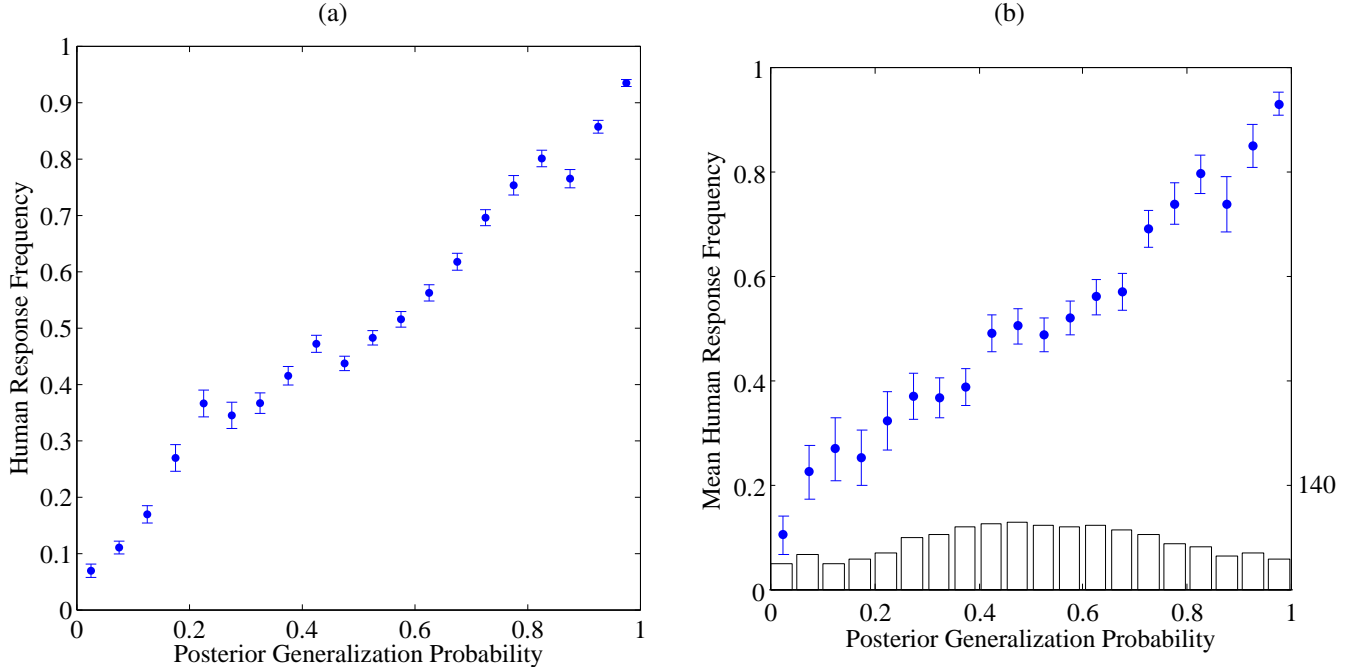 (a)
1
0.9
0.8
0.7
0.6
0.5
0.4
0.3
0.2
0.1
0
0 0.2 0.4 0.6 0.8 1
Human Response Frequency
Posterior Generalization Probability
(b)
1
0.8
0.6
0.4
0.2
0
140
0 0.2 0.4 0.6 0.8 1
Mean Human Response Frequency
Posterior Generalization Probability